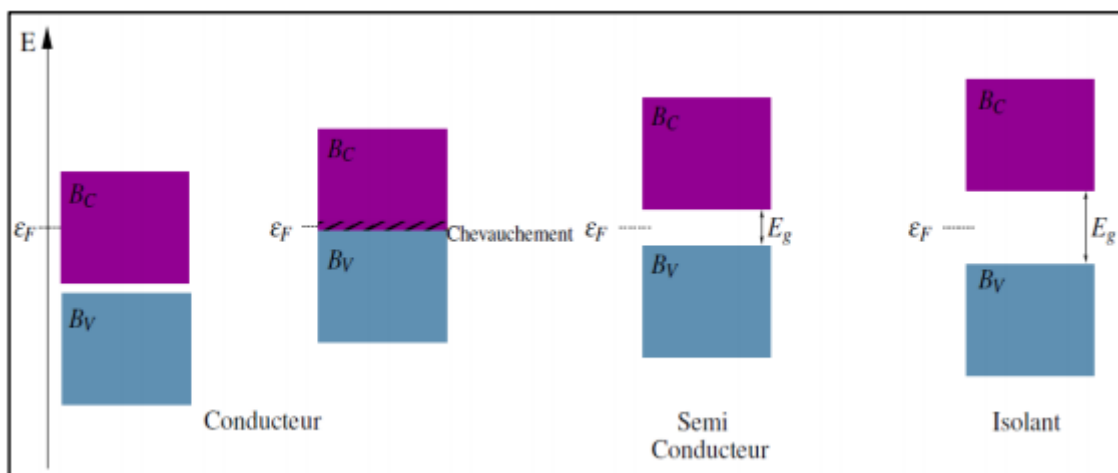 E
B_C
B_V
ε_F
B_C
B_V
ε_F
Chevauchement
B_C
B_V
ε_F
E_g
B_C
B_V
ε_F
E_g
Conducteur
Semi
Conducteur
Isolant